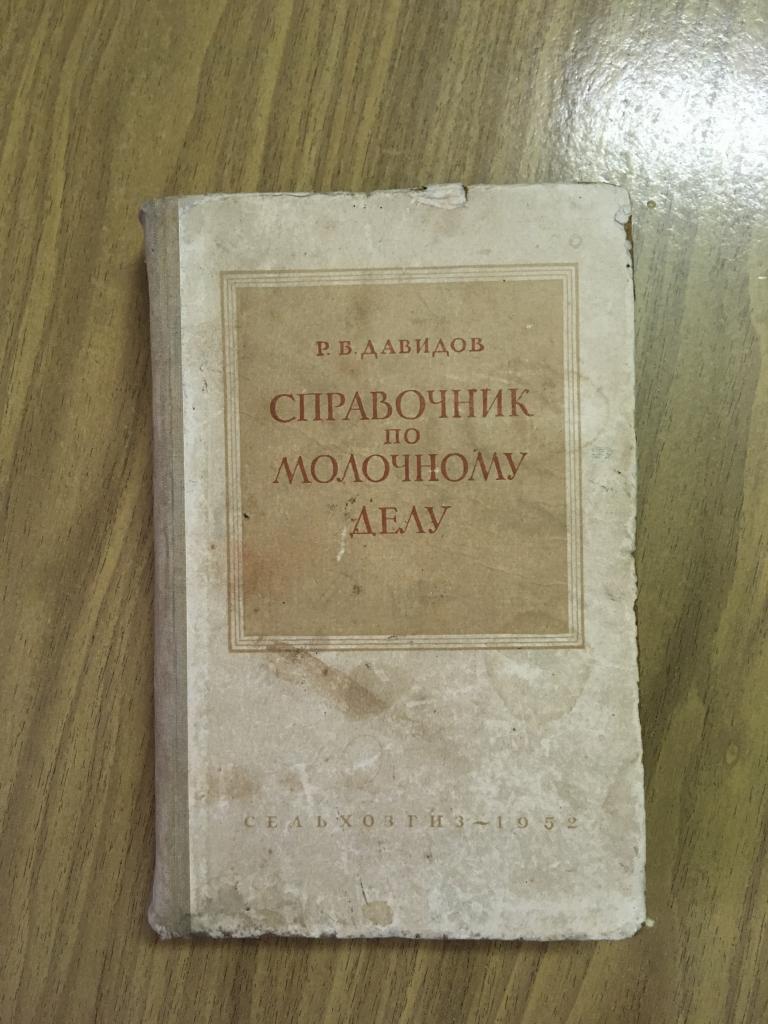 Р. Б. ДАВИДОВ
СПРАВОЧНИК
ПО
МОЛОЧНОМУ
ДЕЛУ
СЕЛЬХОЗГИЗ—1952